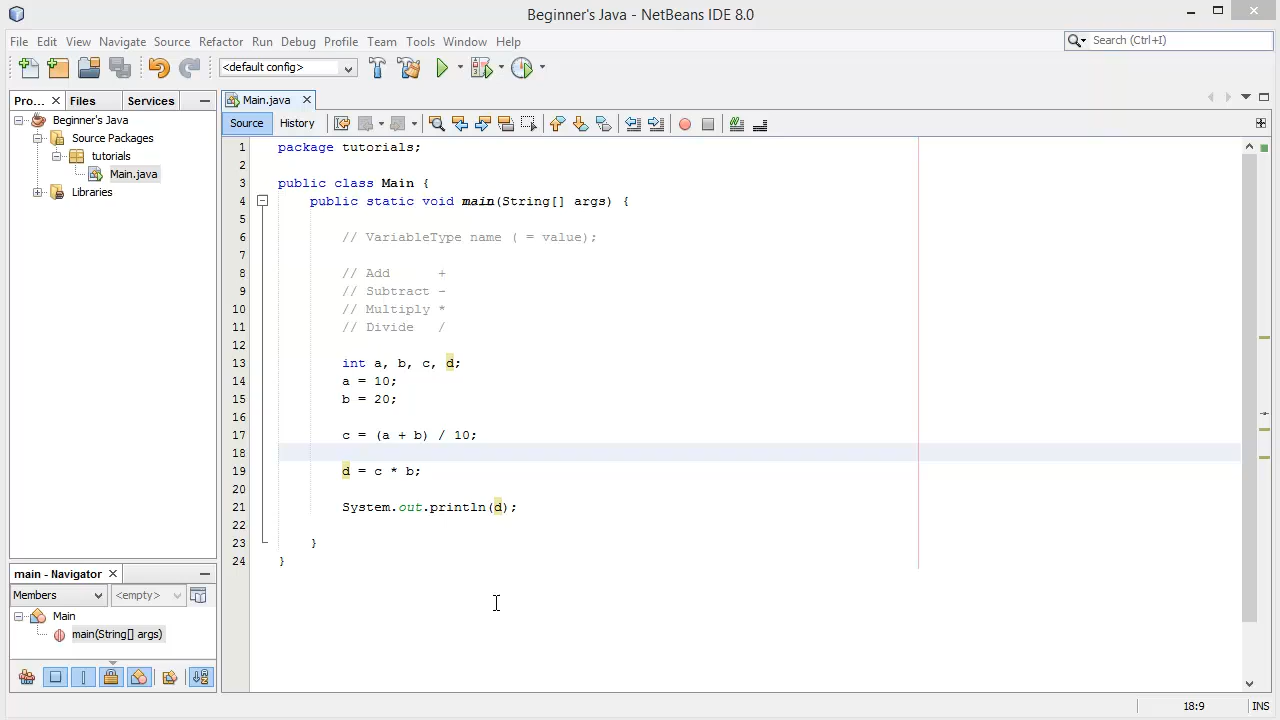 Beginner's Java - NetBeans IDE 8.0
File Edit View Navigate Source Refactor Run Debug Profile Team Tools Window Help
Search (Ctrl+I)
<default config>
Pro... Files Services
Main.java
Source History
Beginner's Java
Source Packages
tutorials
Main.java
Libraries
1 package tutorials;
2
3 public class Main {
4 public static void main(String[] args) {
5
6 // VariableType name ( = value);
7
8 // Add +
9 // Subtract -
10 // Multiply *
11 // Divide /
12
13 int a, b, c, d;
14 a = 10;
15 b = 20;
16
17 c = (a + b) / 10;
18
19 d = c * b;
20
21 System.out.println(d);
22
23 }
24 }
main - Navigator
Members <empty>
Main
main(String[] args)
18:9 INS